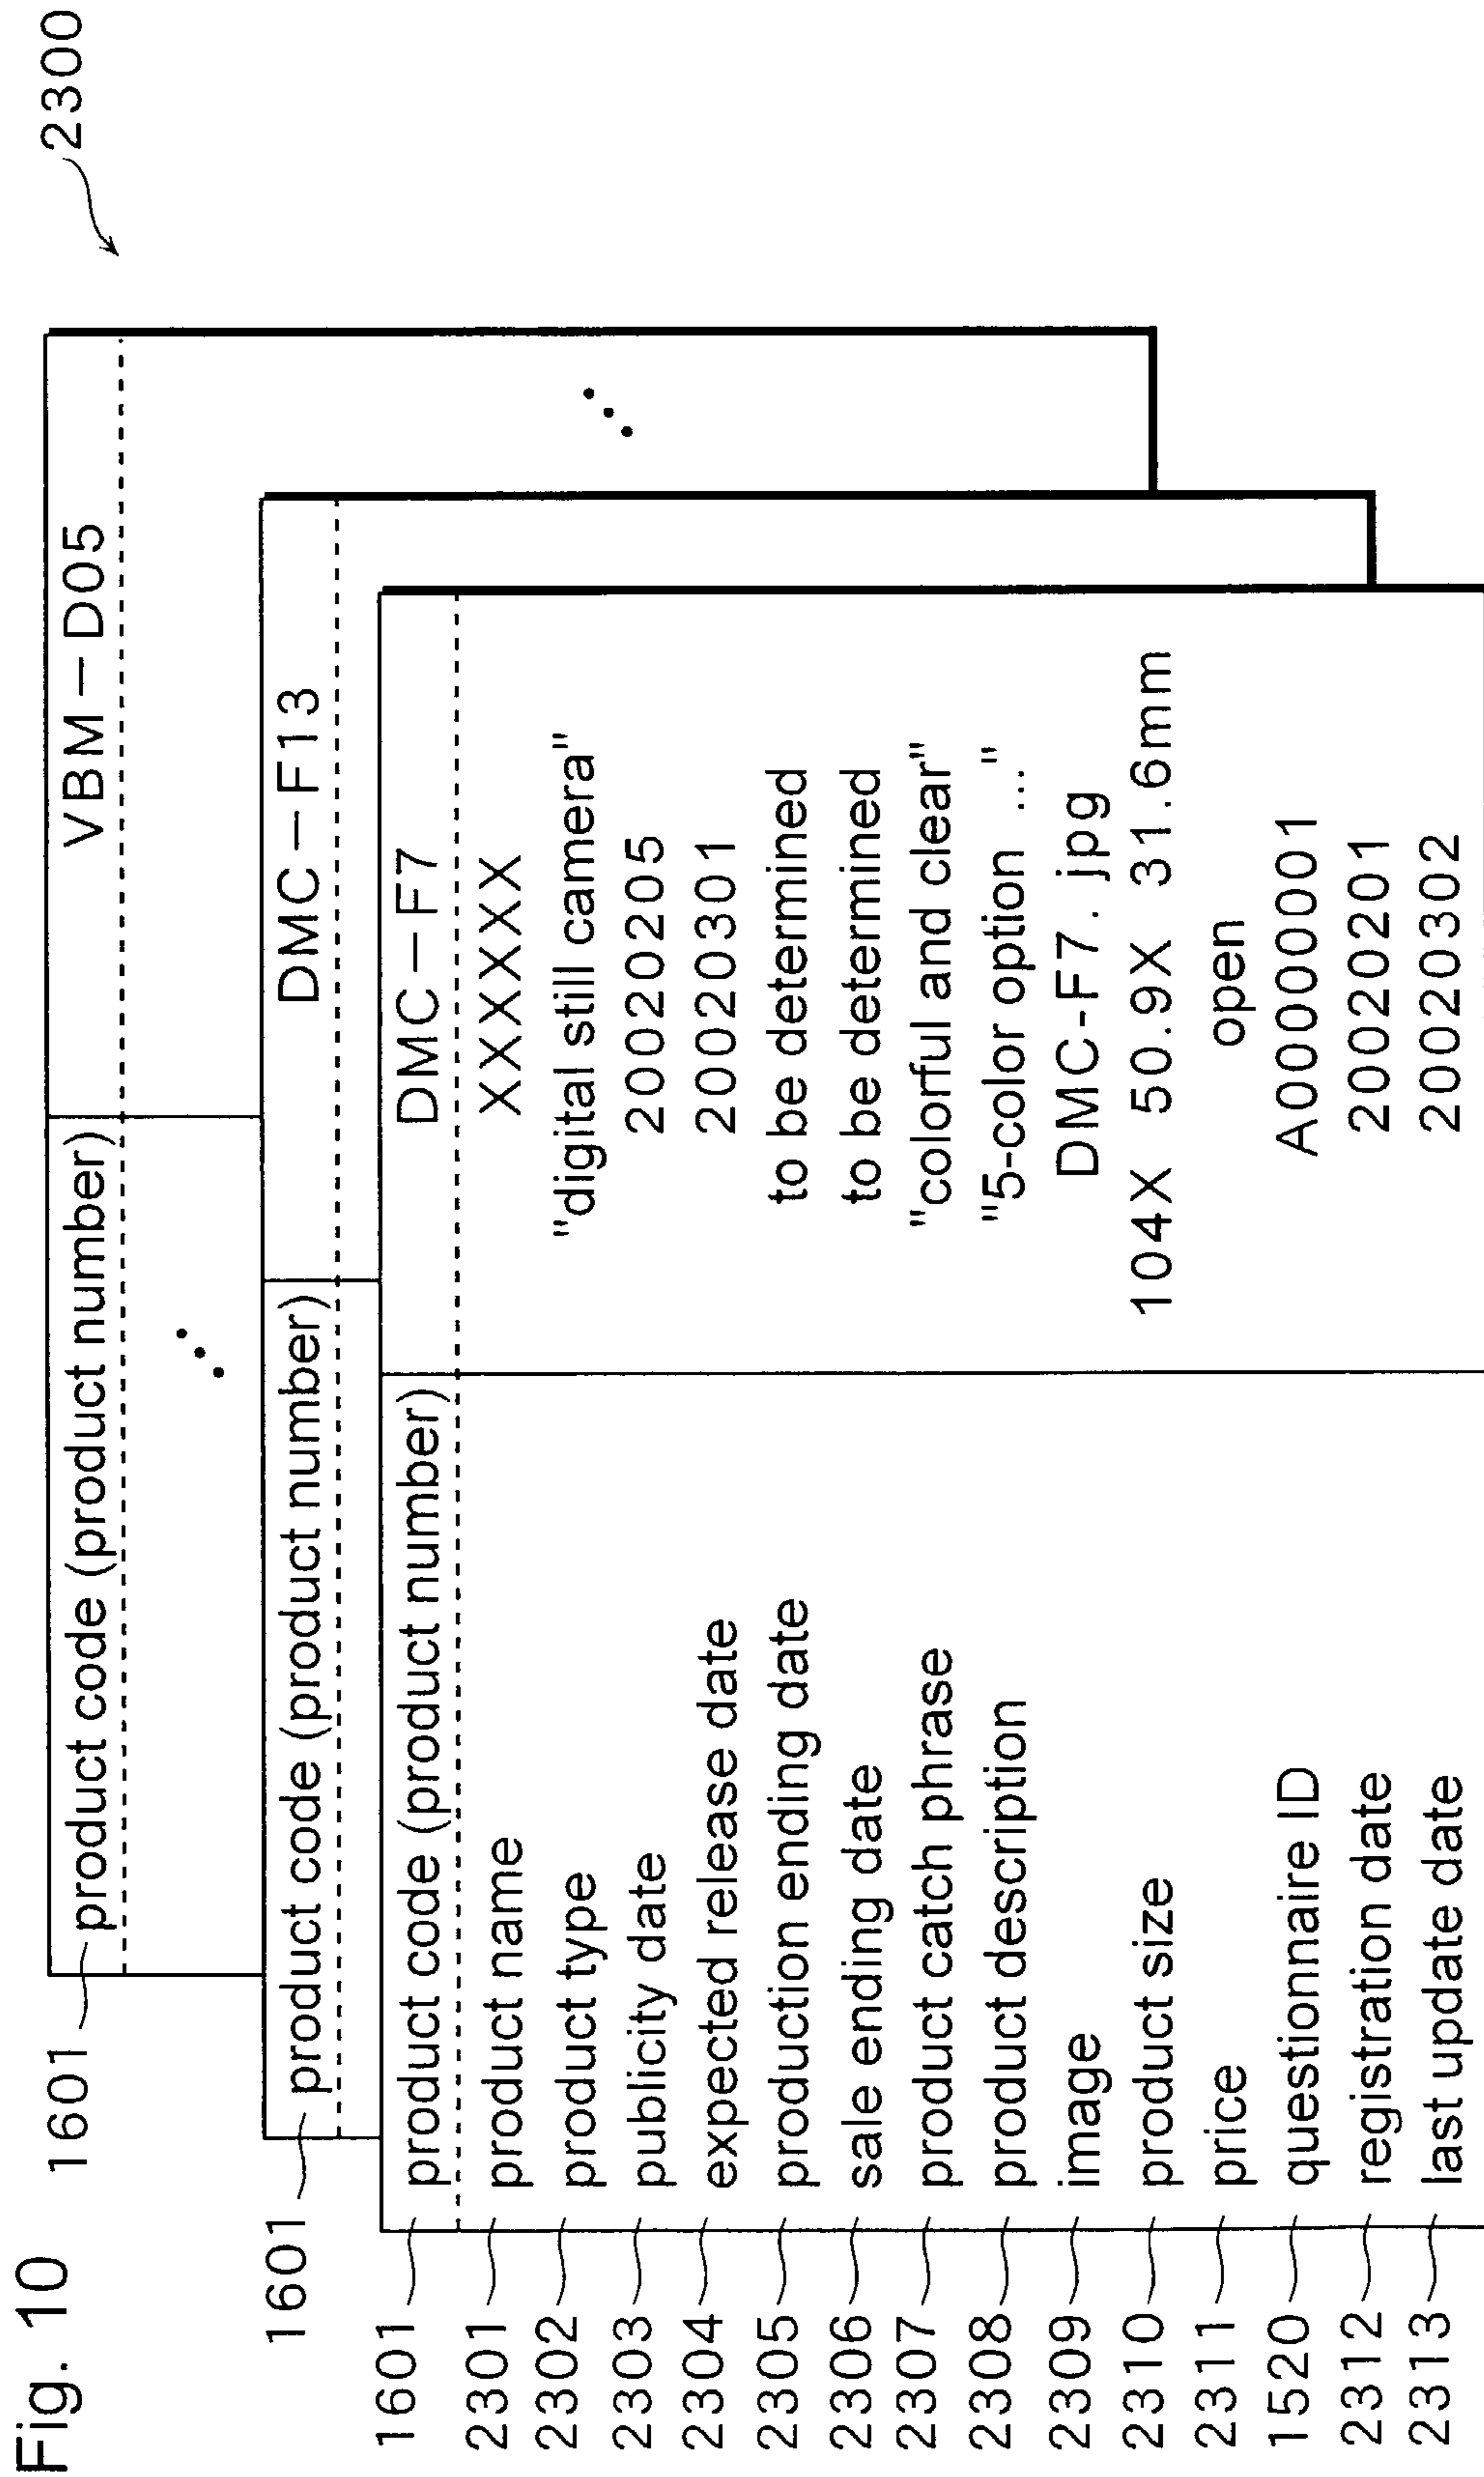 Fig. 10
2300
1601 product code (product number) VBM-D05
1601 product code (product number) DMC-F13
1601 product code (product number) DMC-F7
2301 product name XXXXXX
2302 product type "digital still camera"
2303 publicity date 20020205
2304 expected release date 20020301
2305 production ending date to be determined
2306 sale ending date to be determined
2307 product catch phrase "colorful and clear"
2308 product description "5-color option ..."
2309 image DMC-F7. jpg
2310 product size 104X 50.9X 31.6mm
2311 price open
1520 questionnaire ID A0000001
2312 registration date 20020201
2313 last update date 20020302